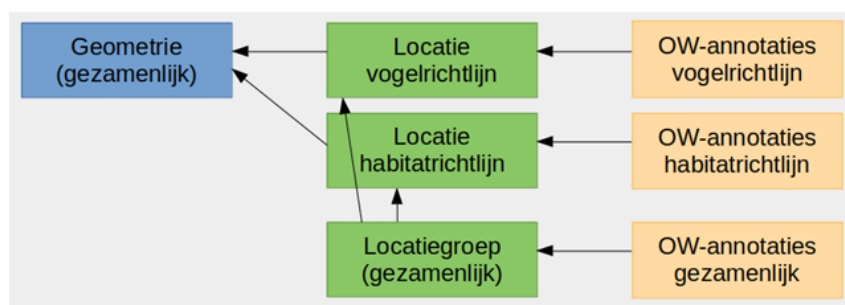 Geometrie
(gezamenlijk)
Locatie
vogelrichtlijn
OW-annotaties
vogelrichtlijn
Locatie
habitatrichtlijn
OW-annotaties
habitatrichtlijn
Locatiegroep
(gezamenlijk)
OW-annotaties
gezamenlijk